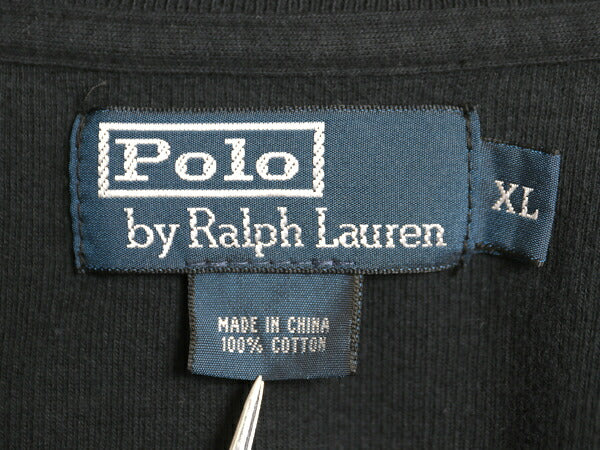 Polo
by Ralph Lauren
XL
MADE IN CHINA
100% COTTON